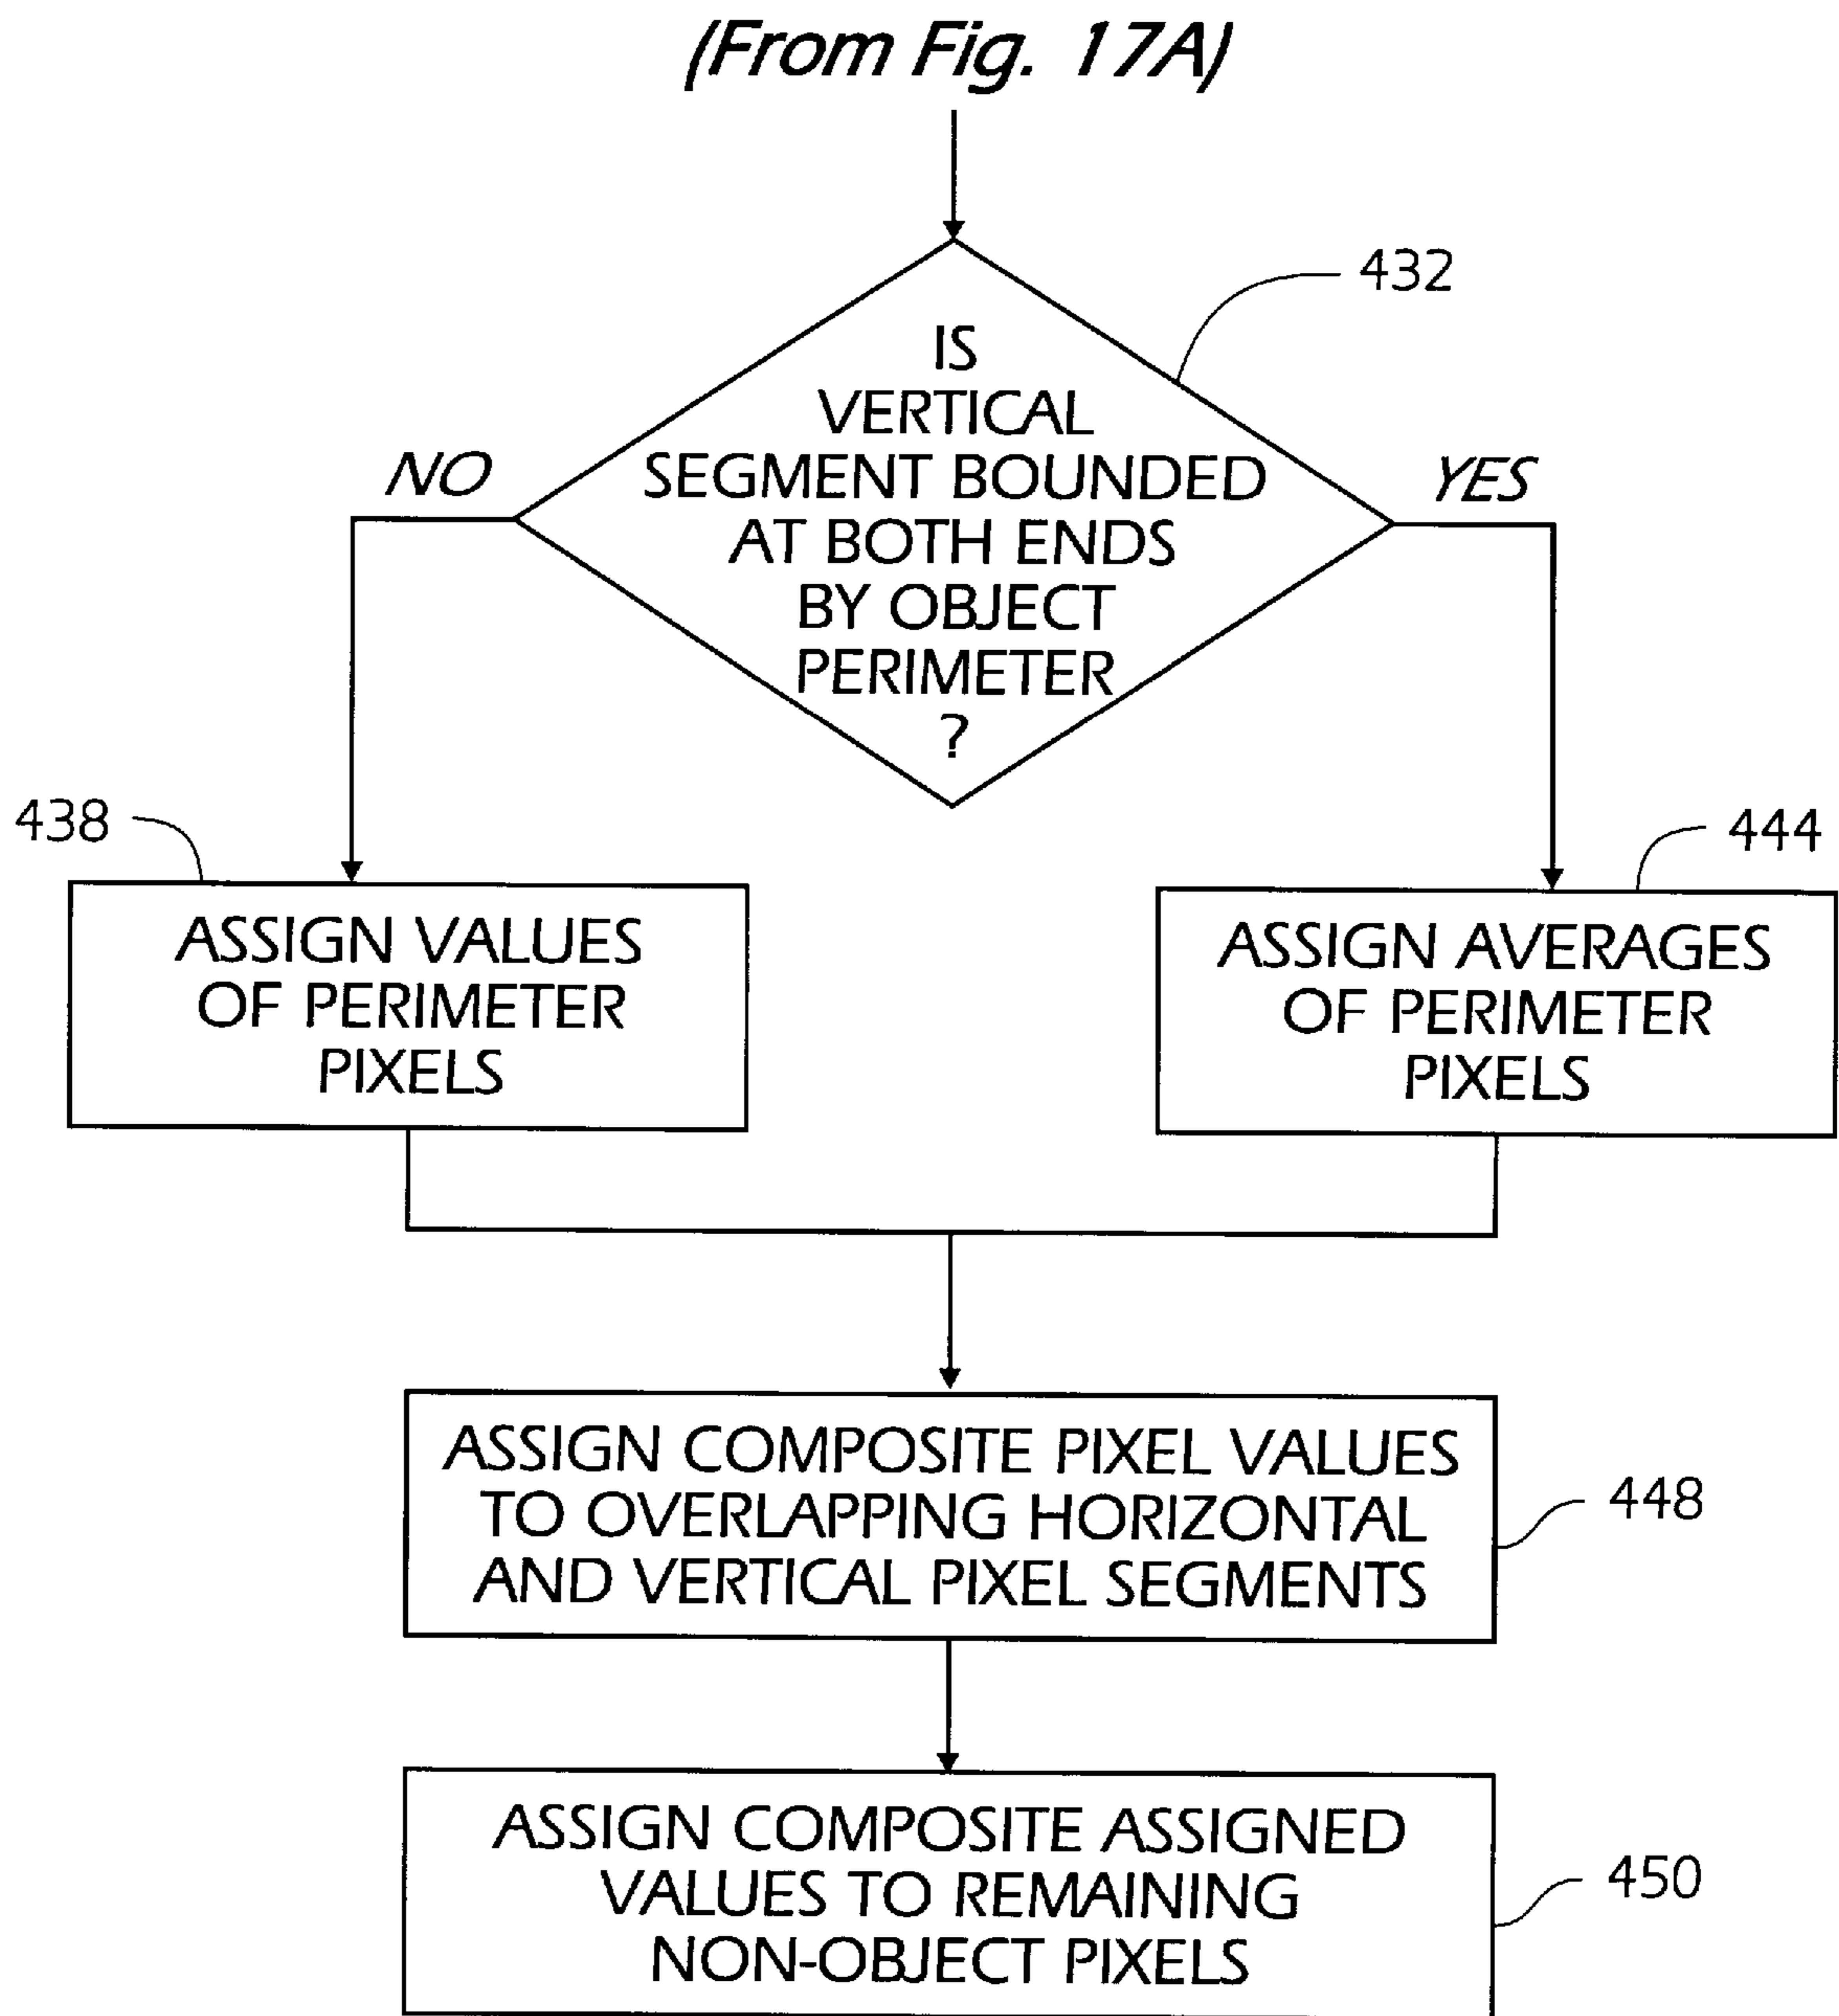 (From Fig. 17A)
432
IS
VERTICAL
SEGMENT BOUNDED
AT BOTH ENDS
BY OBJECT
PERIMETER
?
NO
YES
438
444
ASSIGN VALUES
OF PERIMETER
PIXELS
ASSIGN AVERAGES
OF PERIMETER
PIXELS
ASSIGN COMPOSITE PIXEL VALUES
TO OVERLAPPING HORIZONTAL
AND VERTICAL PIXEL SEGMENTS
448
ASSIGN COMPOSITE ASSIGNED
VALUES TO REMAINING
NON-OBJECT PIXELS
450